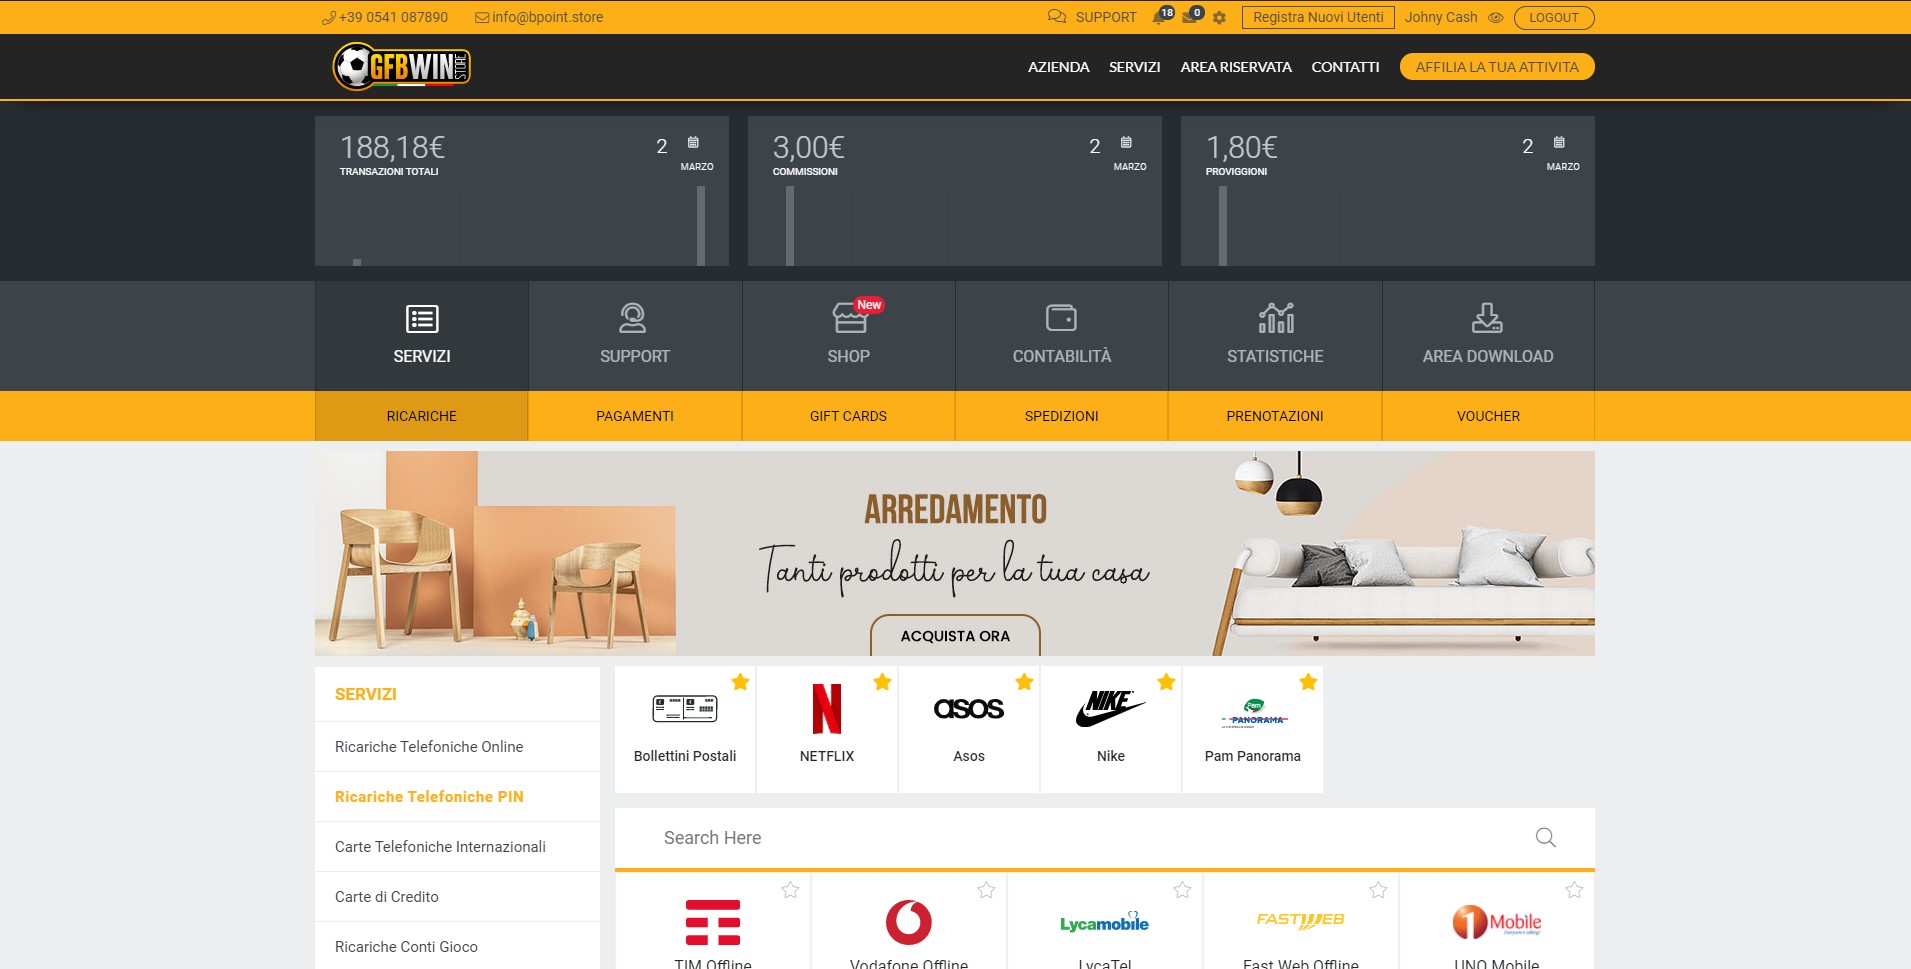 +39 0541 087890
info@bpoint.store
SUPPORT
18
0
Registra Nuovi Utenti
Johny Cash
LOGOUT
GFBWIN
STORE
AZIENDA
SERVIZI
AREA RISERVATA
CONTATTI
AFFILIA LA TUA ATTIVITA
188,18€
TRANSAZIONI TOTALI
2
MARZO
3,00€
COMMISSIONI
2
MARZO
1,80€
PROVIGGIONI
2
MARZO
SERVIZI
SUPPORT
New
SHOP
CONTABILITÀ
STATISTICHE
AREA DOWNLOAD
RICARICHE
PAGAMENTI
GIFT CARDS
SPEDIZIONI
PRENOTAZIONI
VOUCHER
ARREDAMENTO
Tanti prodotti per la tua casa
ACQUISTA ORA
SERVIZI
Ricariche Telefoniche Online
Ricariche Telefoniche PIN
Carte Telefoniche Internazionali
Carte di Credito
Ricariche Conti Gioco
Bollettini Postali
NETFLIX
asos
Asos
NIKE
Nike
Pam
PANORAMA
Pam Panorama
Search Here
TIM Offline
Vodafone Offline
Lycamobile
LycaTel
FASTWEB
Fast Web Offline
1 Mobile
UNO Mobile